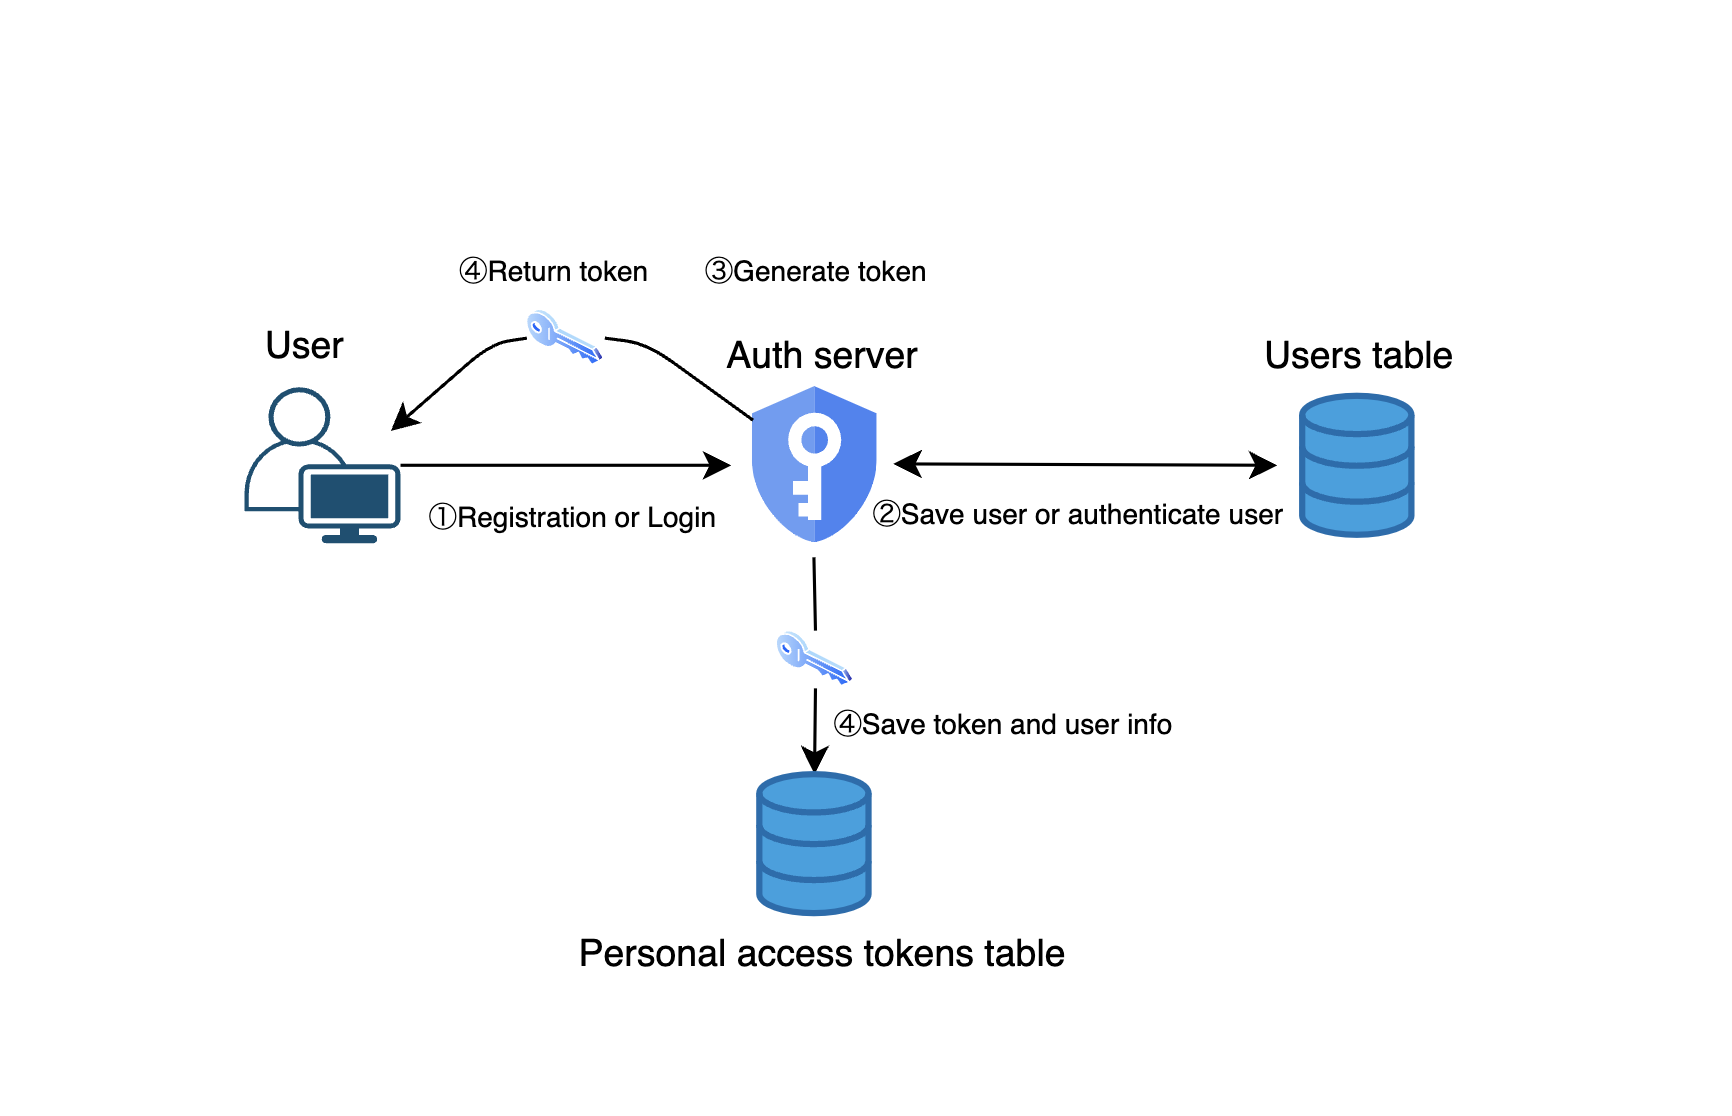 ④Return token
③Generate token
User
Auth server
Users table
①Registration or Login
②Save user or authenticate user
④Save token and user info
Personal access tokens table